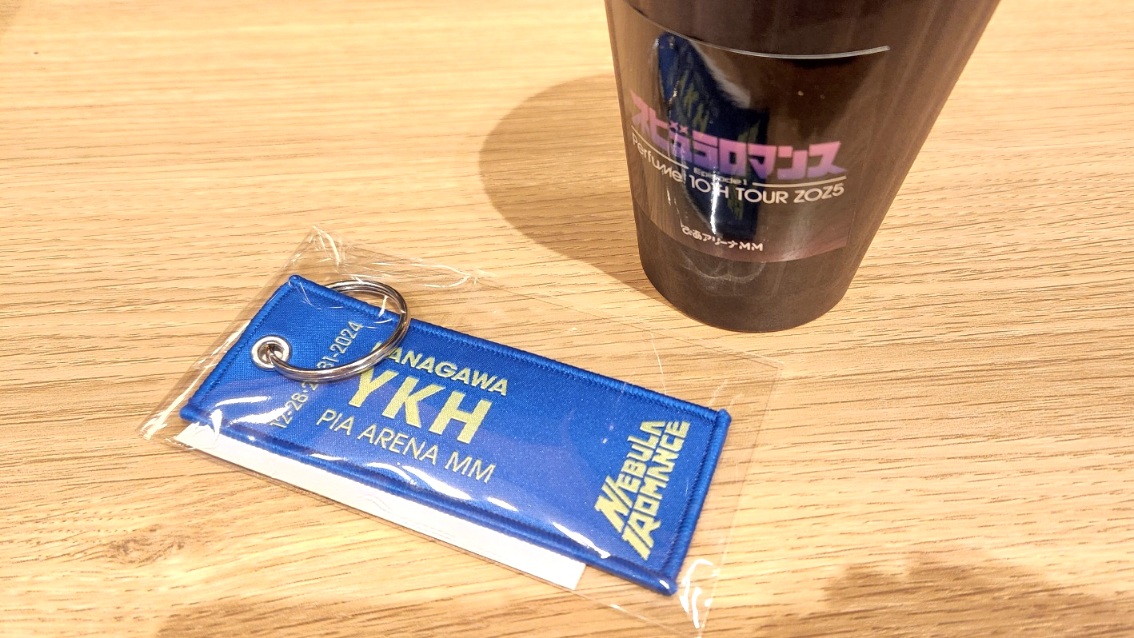 ネビュラロマンス
Episode 1
Perfume 10TH TOUR ZOZ5
ぴあアリーナMM
KANAGAWA
YKH
PIA ARENA MM
NEBULA
ROMANCE